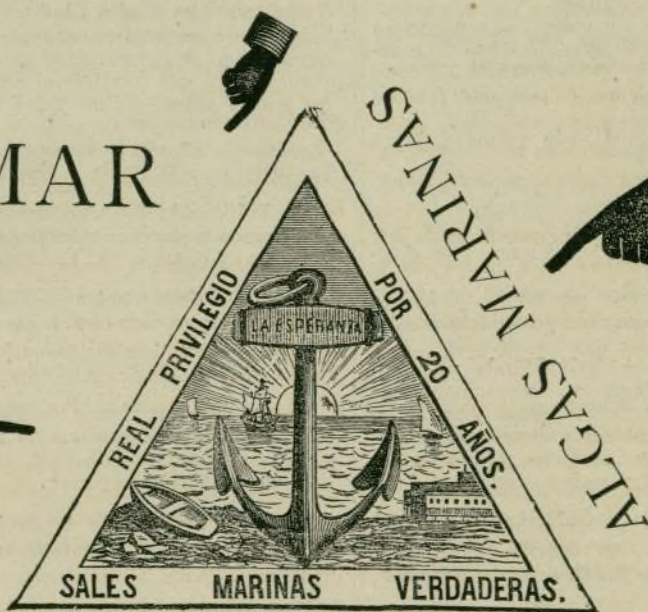 MAR
ALGAS MARINAS
REAL PRIVILEGIO
POR 20 AÑOS.
LA ESPERANZA
SALES MARINAS VERDADERAS.